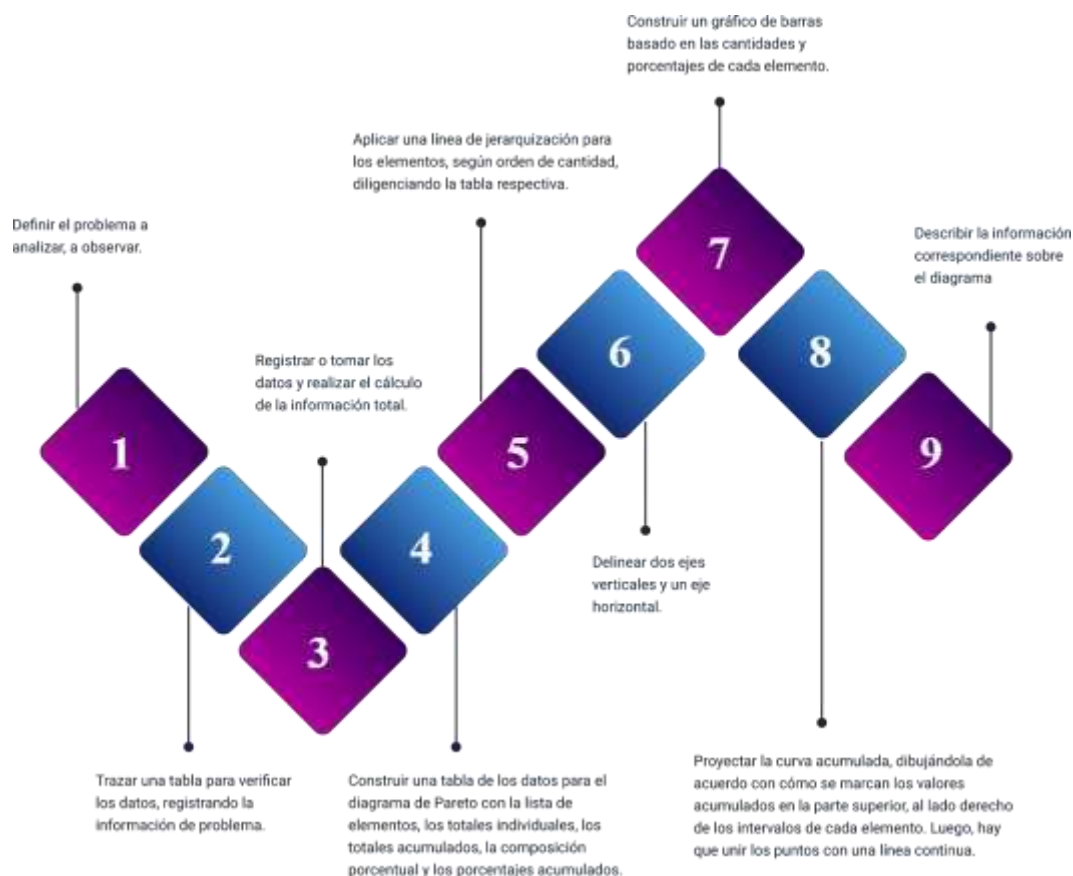 Definir el problema a
analizar, a observar.
1
Trazar una tabla para verificar
los datos, registrando la
información de problema.
2
Registrar o tomar los
datos y realizar el cálculo
de la información total.
3
Construir una tabla de los datos para el
diagrama de Pareto con la lista de
elementos, los totales individuales, los
totales acumulados, la composición
porcentual y los porcentajes acumulados.
4
Aplicar una línea de jerarquización para
los elementos, según orden de cantidad,
diligenciando la tabla respectiva.
5
Delinear dos ejes
verticales y un eje
horizontal.
6
Construir un gráfico de barras
basado en las cantidades y
porcentajes de cada elemento.
7
Proyectar la curva acumulada, dibujándola de
acuerdo con cómo se marcan los valores
acumulados en la parte superior, al lado derecho
de los intervalos de cada elemento. Luego, hay
que unir los puntos con una línea continua.
8
Describir la información
correspondiente sobre
el diagrama
9